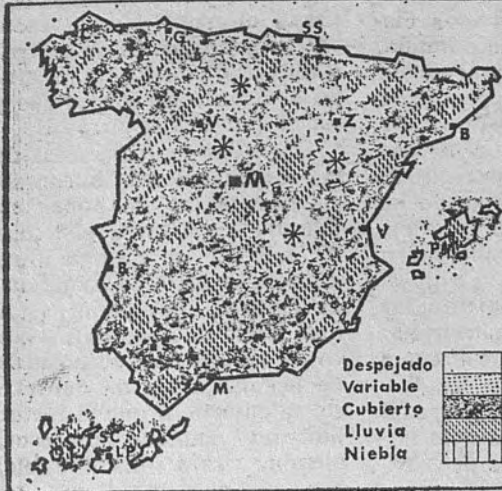 G
SS
V
Z
B
M
V
PM
B
M
SC
LP
Despejado
Variable
Cubierto
Lluvia
Niebla